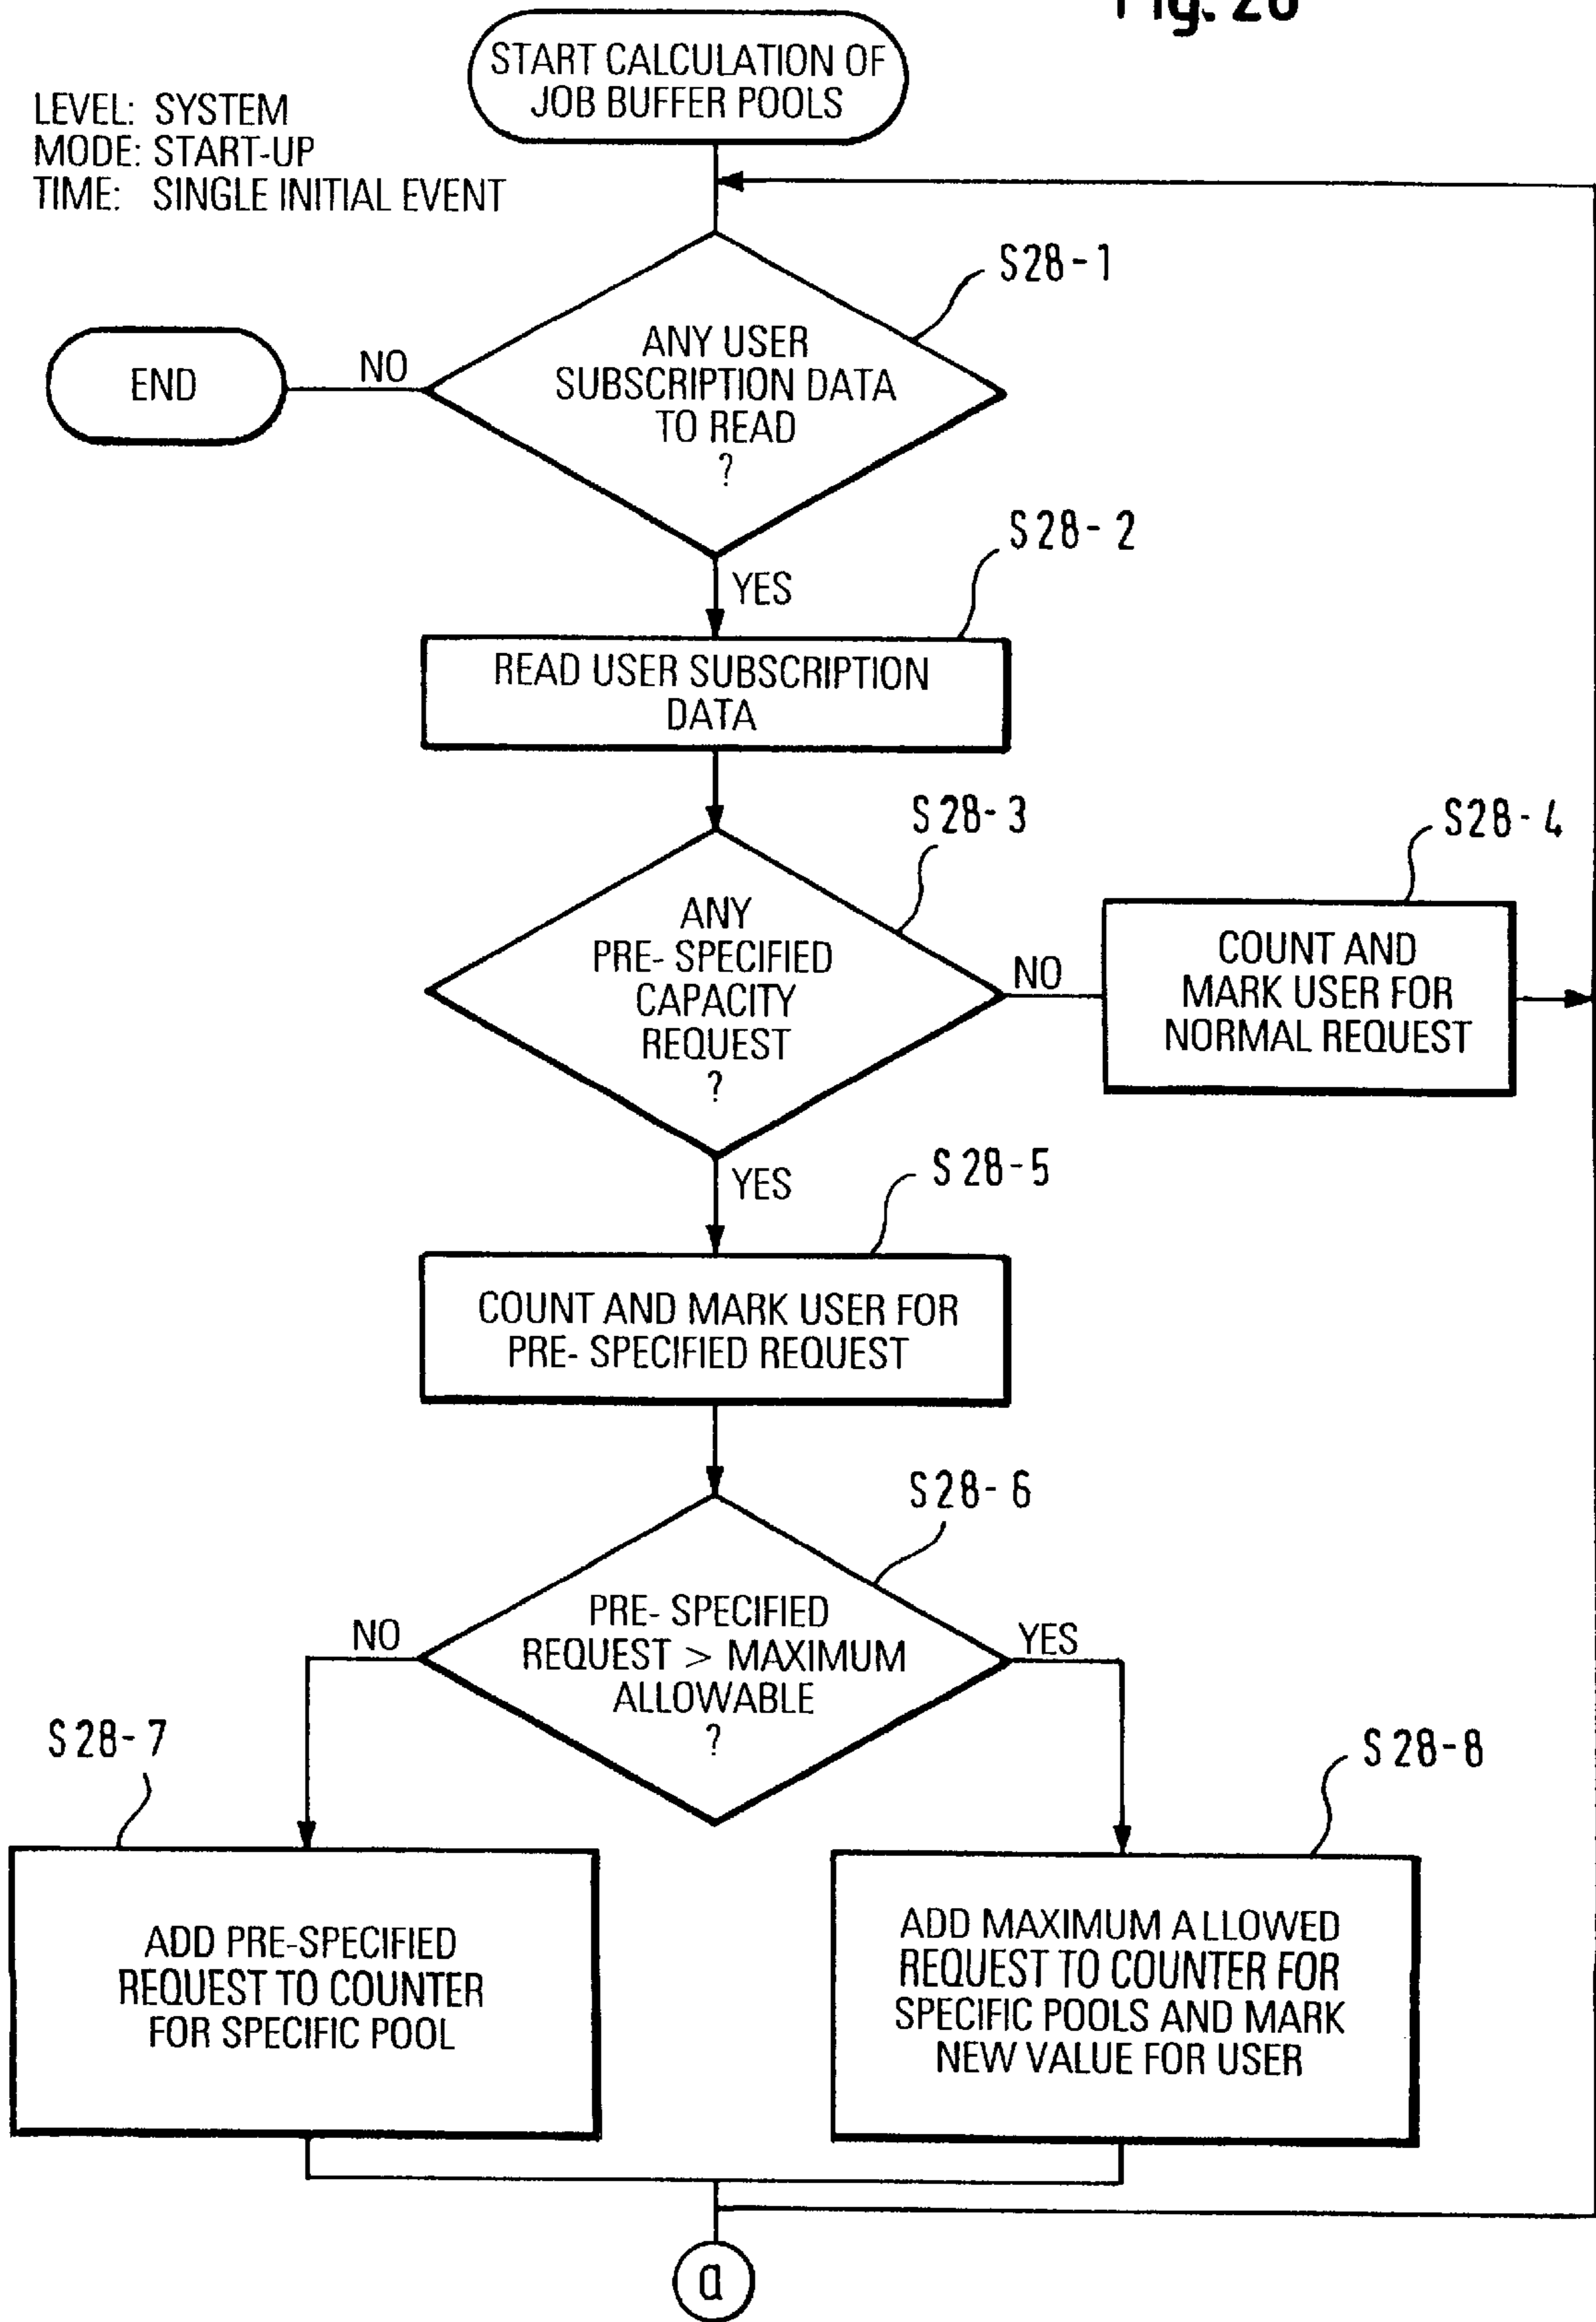 Fig. 28
START CALCULATION OF
JOB BUFFER POOLS
LEVEL: SYSTEM
MODE: START-UP
TIME: SINGLE INITIAL EVENT
S28-1
ANY USER
SUBSCRIPTION DATA
TO READ
?
NO
END
YES
S28-2
READ USER SUBSCRIPTION
DATA
S28-3
ANY
PRE- SPECIFIED
CAPACITY
REQUEST
?
NO
S28-4
COUNT AND
MARK USER FOR
NORMAL REQUEST
YES
S28-5
COUNT AND MARK USER FOR
PRE- SPECIFIED REQUEST
S28-6
PRE- SPECIFIED
REQUEST > MAXIMUM
ALLOWABLE
?
NO
YES
S28-7
ADD PRE-SPECIFIED
REQUEST TO COUNTER
FOR SPECIFIC POOL
S28-8
ADD MAXIMUM ALLOWED
REQUEST TO COUNTER FOR
SPECIFIC POOLS AND MARK
NEW VALUE FOR USER
a